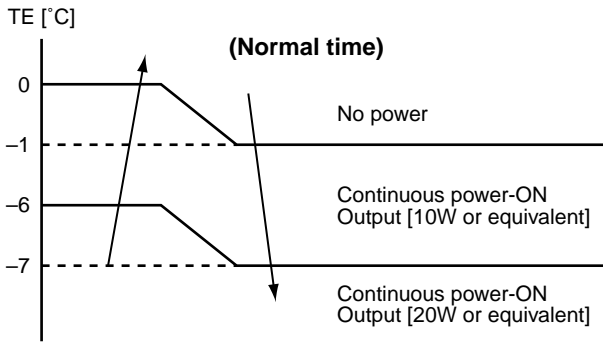 TE [˚C]
(Normal time)
0
No power
–1
Continuous power-ON
Output [10W or equivalent]
–6
–7
Continuous power-ON
Output [20W or equivalent]